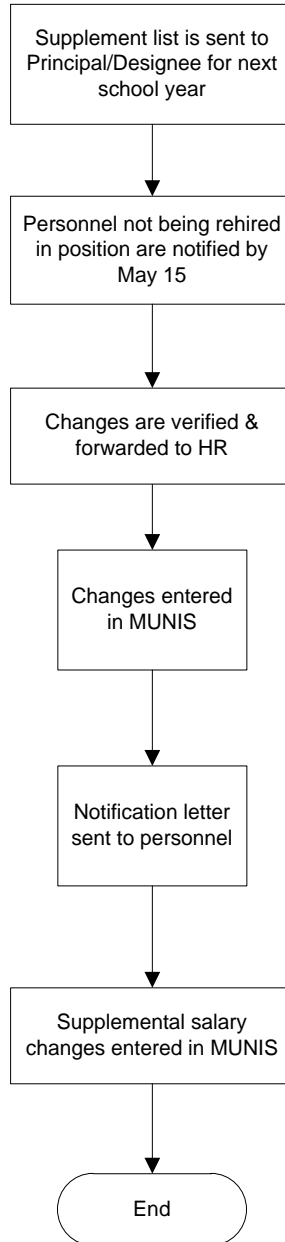 Supplement list is sent to
Principal/Designee for next
school year
Personnel not being rehired
in position are notified by
May 15
Changes are verified &
forwarded to HR
Changes entered
in MUNIS
Notification letter
sent to personnel
Supplemental salary
changes entered in MUNIS
End